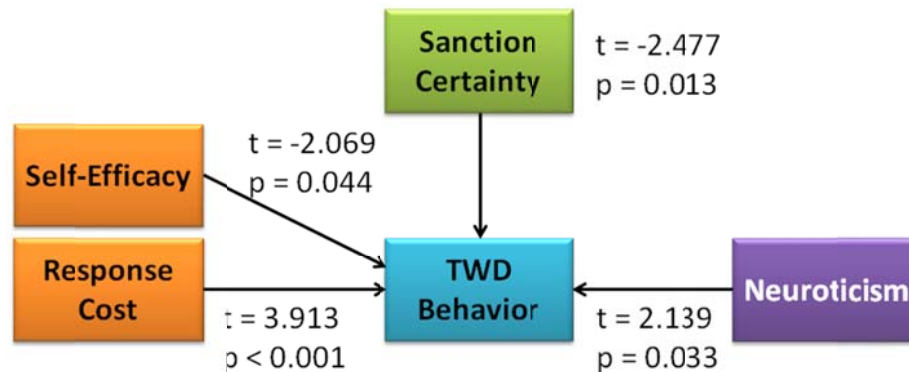 Sanction
Certainty
t = -2.477
p = 0.013
t = -2.069
p = 0.044
Self-Efficacy
Response
Cost
TWD
Behavior
Neuroticism
t = 3.913
p < 0.001
t = 2.139
p = 0.033